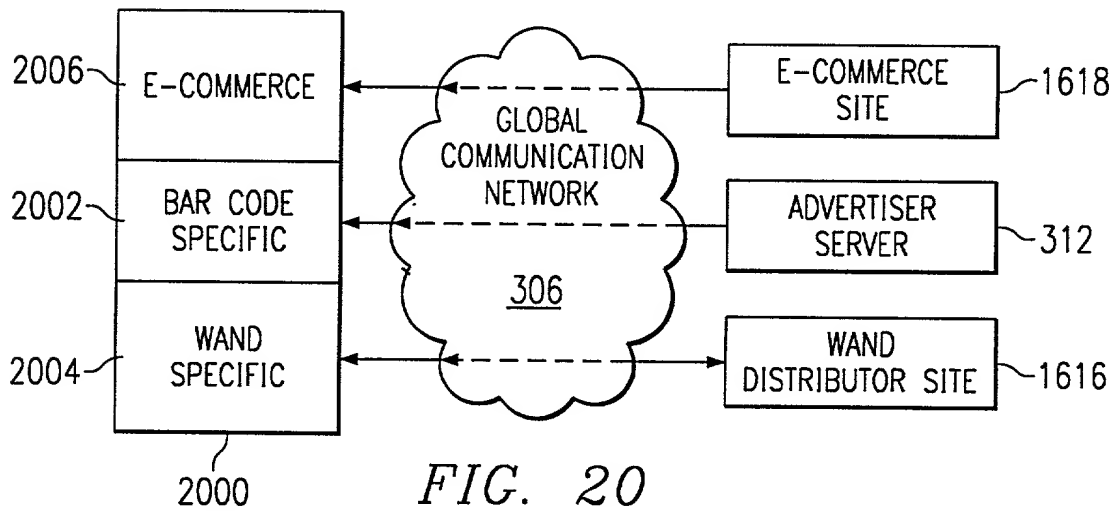 2006
E-COMMERCE
2002
BAR CODE
SPECIFIC
2004
WAND
SPECIFIC
2000
GLOBAL
COMMUNICATION
NETWORK
306
E-COMMERCE
SITE
1618
ADVERTISER
SERVER
312
WAND
DISTRIBUTOR SITE
1616
FIG. 20